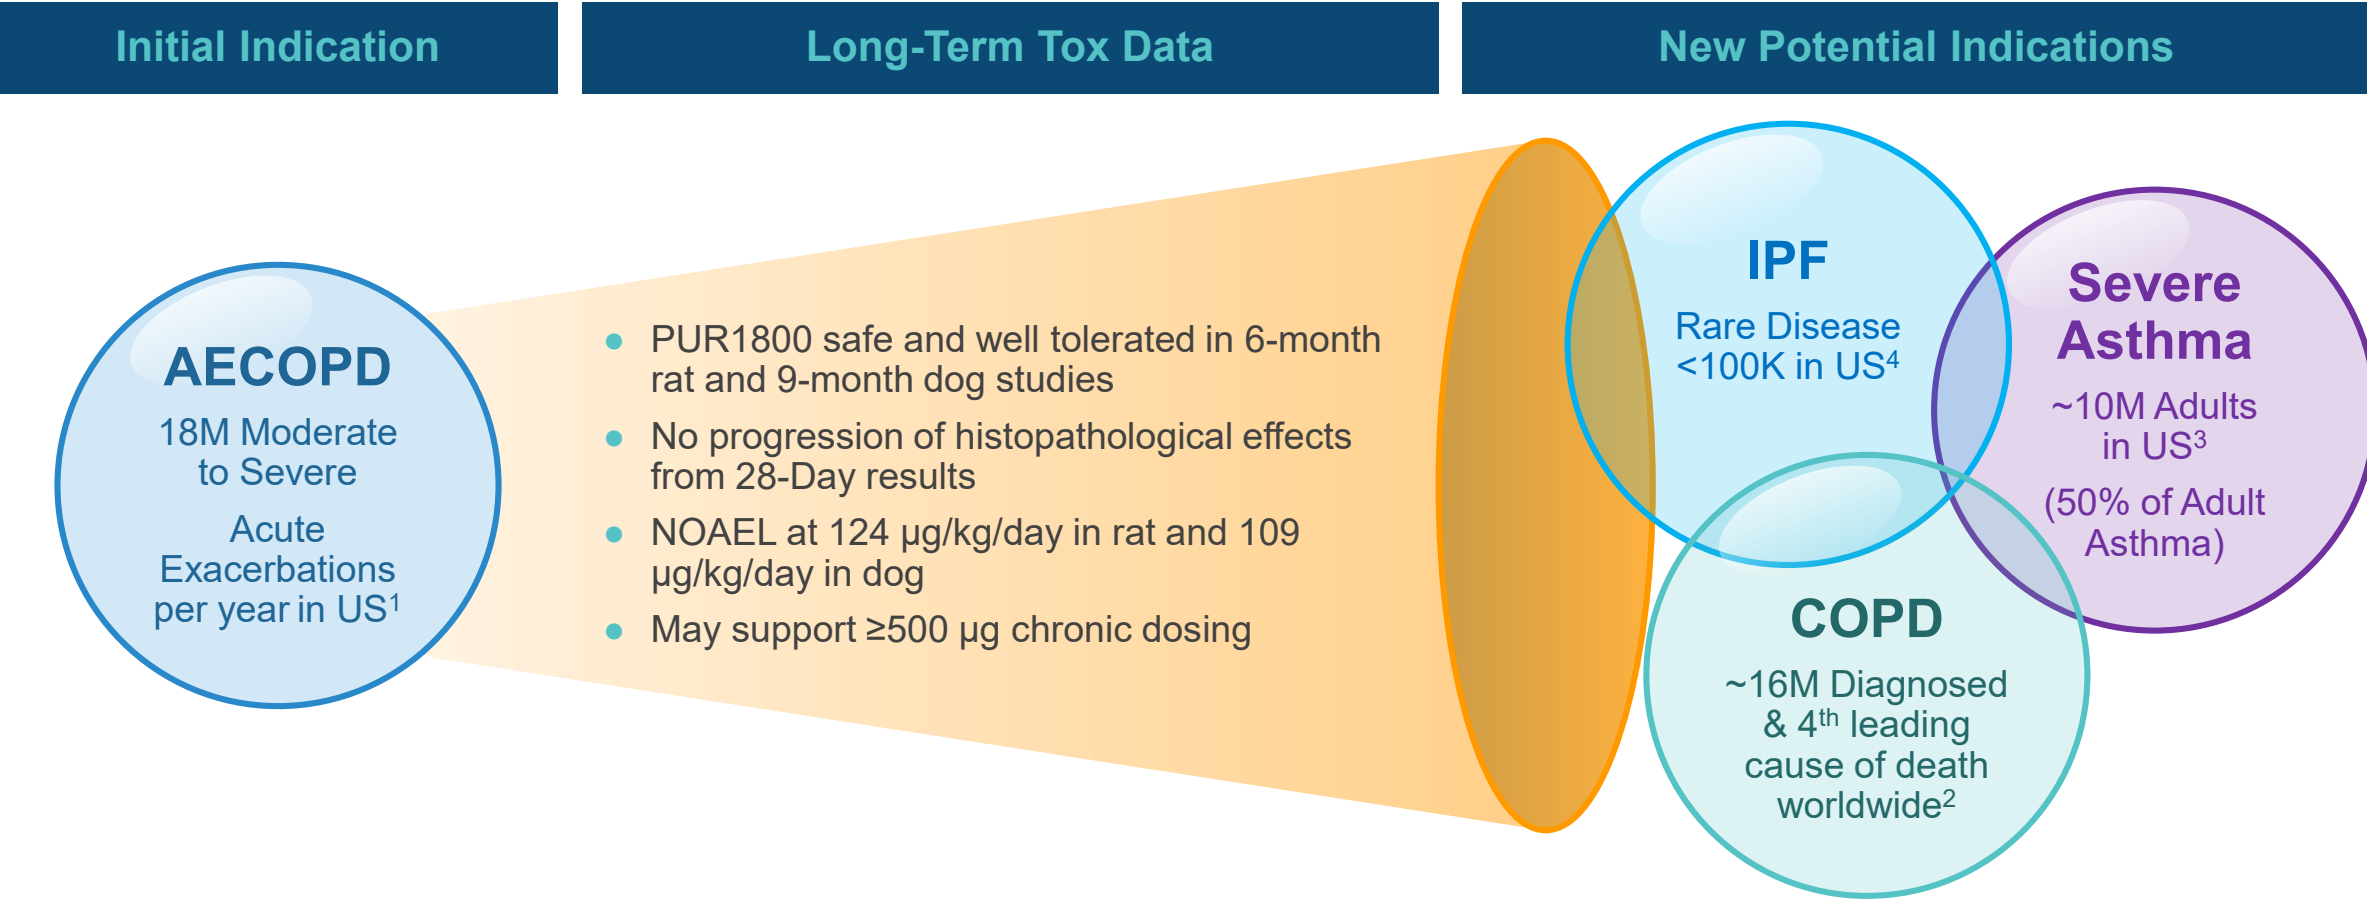 Initial Indication
Long-Term Tox Data
New Potential Indications
AECOPD
18M Moderate
to Severe
Acute
Exacerbations
per year in US1
● PUR1800 safe and well tolerated in 6-month
rat and 9-month dog studies
● No progression of histopathological effects
from 28-Day results
● NOAEL at 124 µg/kg/day in rat and 109
µg/kg/day in dog
● May support ≥500 µg chronic dosing
IPF
Rare Disease
<100K in US4
Severe
Asthma
~10M Adults
in US3
(50% of Adult
Asthma)
COPD
~16M Diagnosed
& 4th leading
cause of death
worldwide2